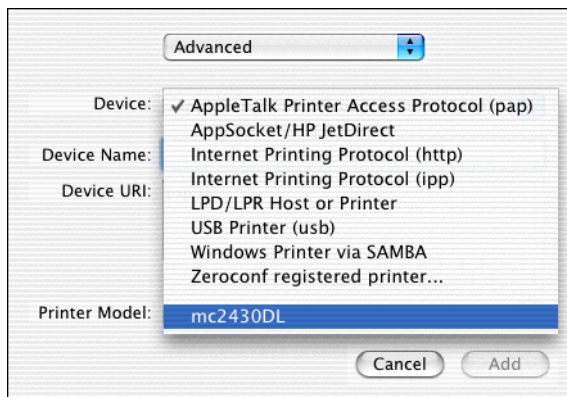 Advanced
Device: ✓ AppleTalk Printer Access Protocol (pap)
AppSocket/HP JetDirect
Device Name: Internet Printing Protocol (http)
Device URI: Internet Printing Protocol (ipp)
LPD/LPR Host or Printer
USB Printer (usb)
Windows Printer via SAMBA
Zeroconf registered printer...
Printer Model: mc2430DL
Cancel Add